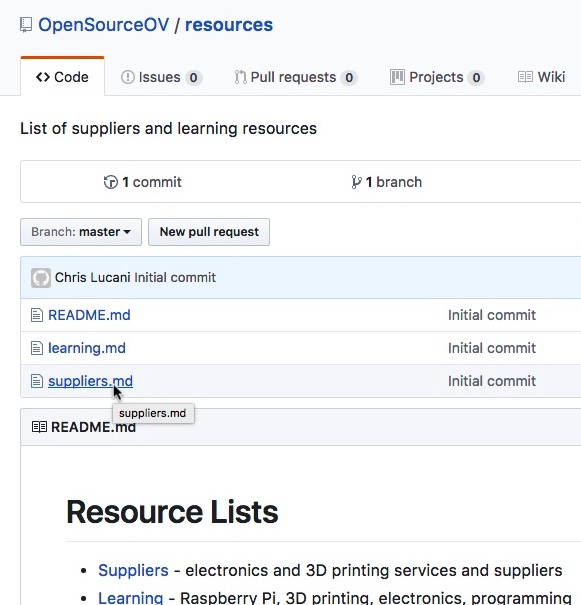 OpenSourceOV / resources
Code Issues 0 Pull requests 0 Projects 0 Wiki
List of suppliers and learning resources
1 commit 1 branch
Branch: master New pull request
Chris Lucani Initial commit
README.md Initial commit
learning.md Initial commit
suppliers.md Initial commit
suppliers.md
README.md
Resource Lists
• Suppliers - electronics and 3D printing services and suppliers
• Learning - Raspberry Pi, 3D printing, electronics, programming